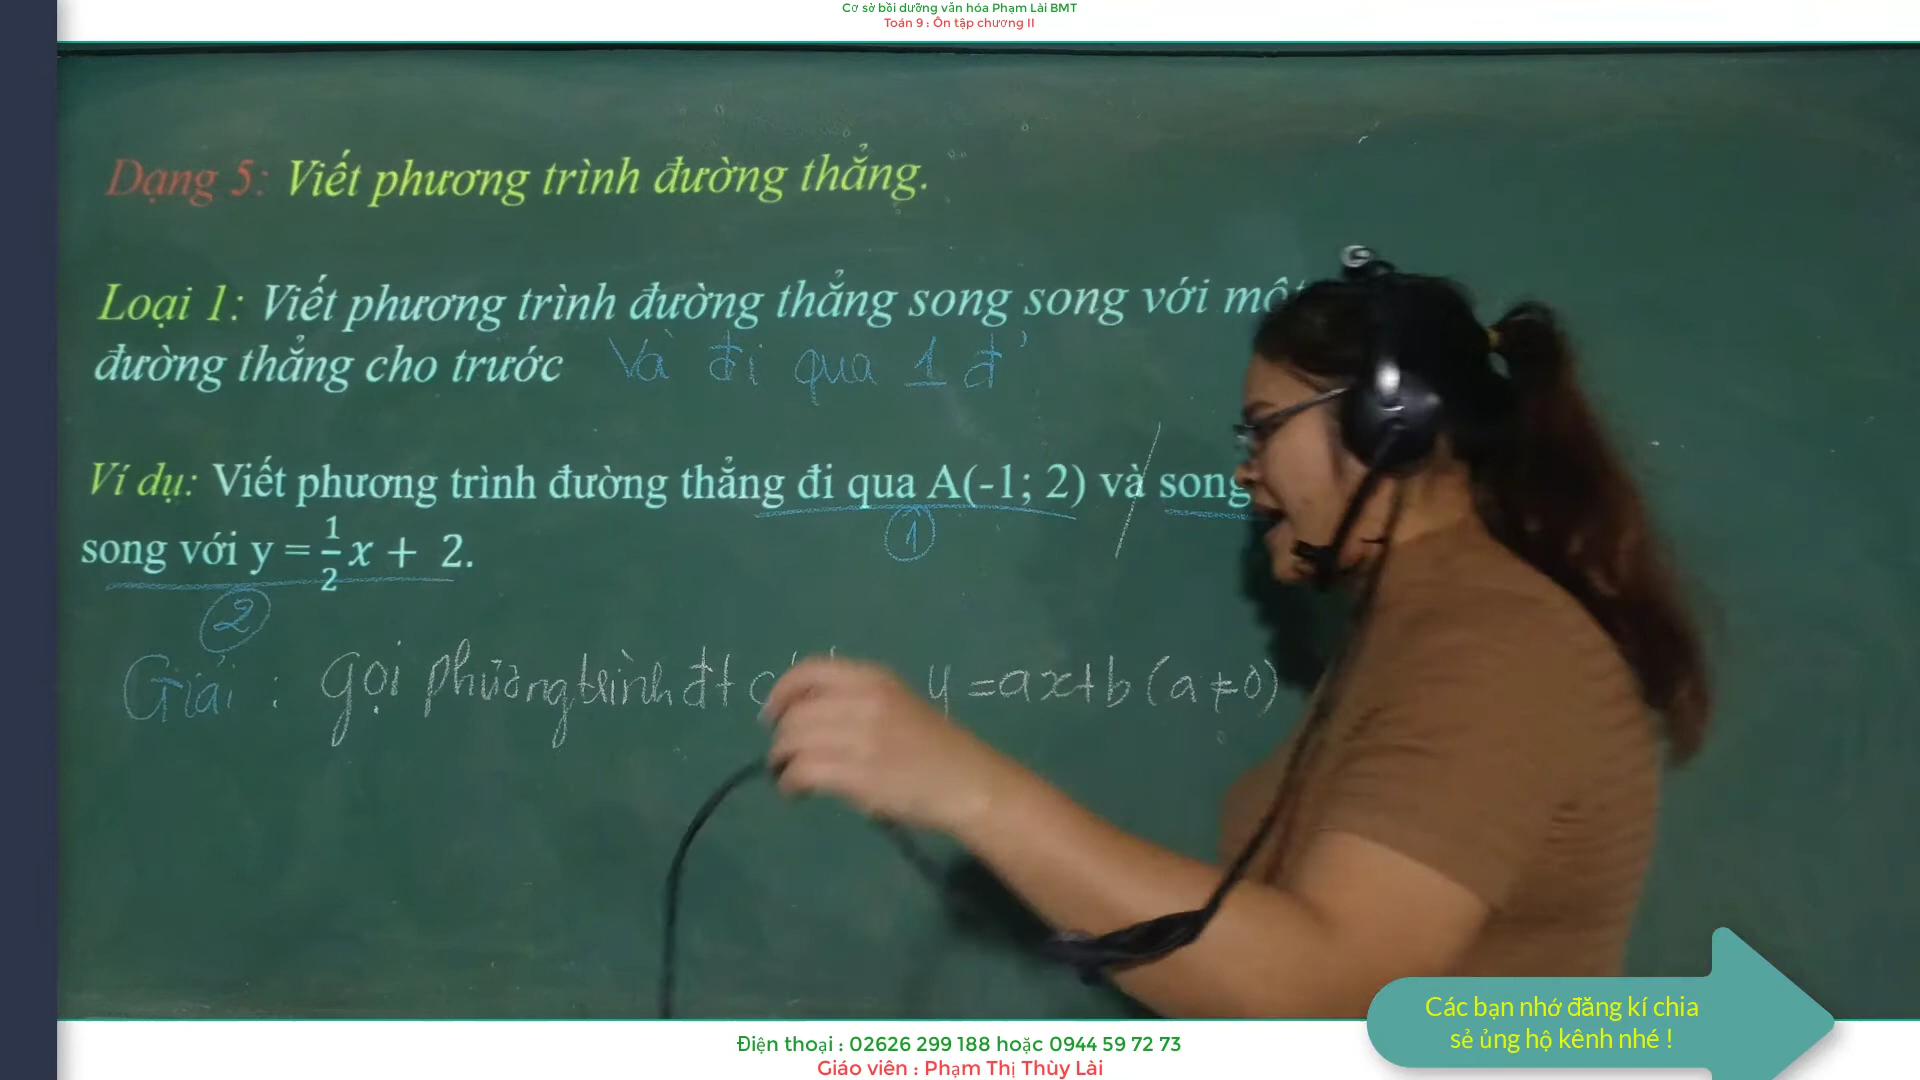 Cơ sở bồi dưỡng văn hóa Phạm Lài BMT
Toán 9 : Ôn tập chương II
Dạng 5: Viết phương trình đường thẳng.
Loại 1: Viết phương trình đường thẳng song song với một
đường thẳng cho trước và đi qua 1 đ'
Ví dụ: Viết phương trình đường thẳng đi qua A(-1; 2) và song
song với y = 1/2 x + 2.
1
2
Giải : gọi phương trình đt y = ax+b (a ≠ 0)
Các bạn nhớ đăng kí chia
sẻ ủng hộ kênh nhé !
Điện thoại : 02626 299 188 hoặc 0944 59 72 73
Giáo viên : Phạm Thị Thùy Lài